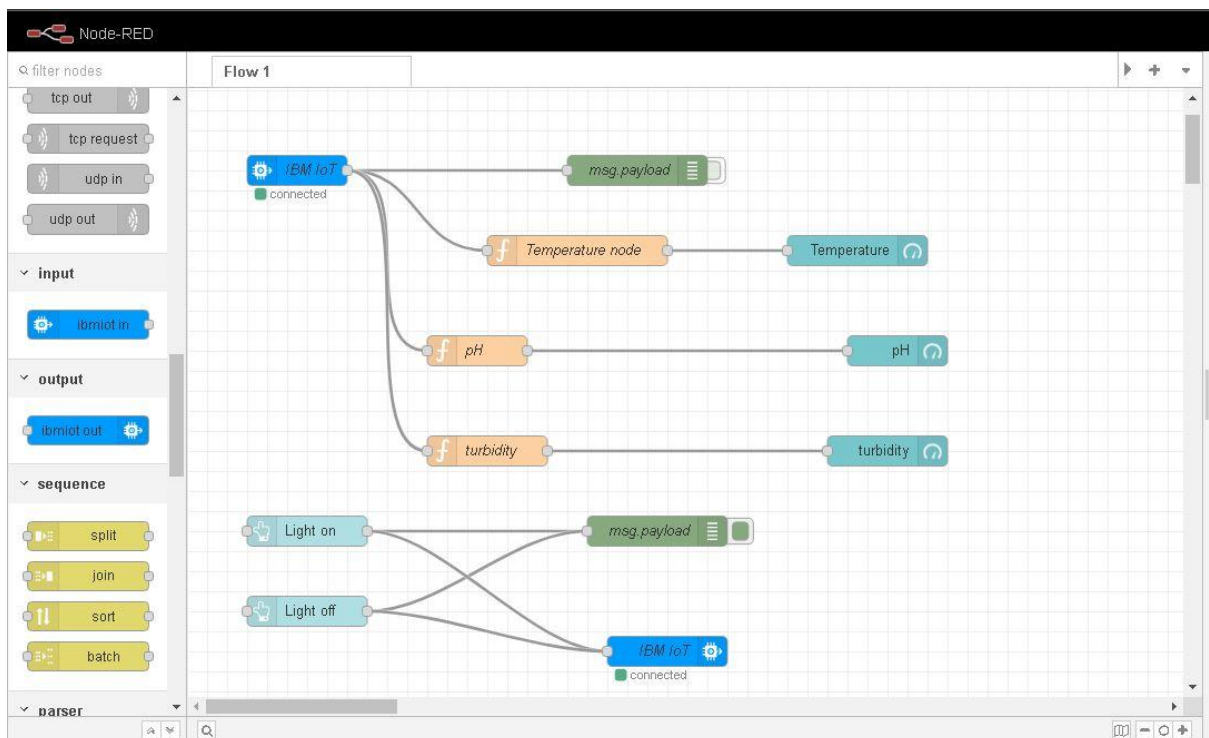 Node-RED
filter nodes
Flow 1
tcp out
tcp request
udp in
udp out
input
ibmiot in
output
ibmiot out
sequence
split
join
sort
batch
parser
IBM IoT
connected
msg.payload
Temperature node
Temperature
pH
pH
turbidity
turbidity
Light on
msg.payload
Light off
IBM IoT
connected